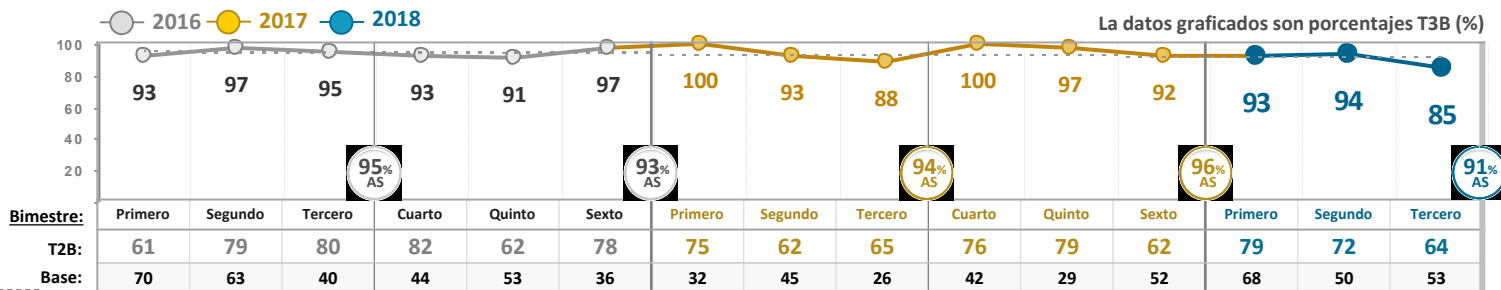 2016 2017 2018
La datos graficados son porcentajes T3B (%)
100
80
60
40
20
93 97 95 93 91 97 100 93 88 100 97 92 93 94 85
95% AS 93% AS 94% AS 96% AS 91% AS
Bimestre: Primero Segundo Tercero Cuarto Quinto Sexto Primero Segundo Tercero Cuarto Quinto Sexto Primero Segundo Tercero
T2B: 61 79 80 82 62 78 75 62 65 76 79 62 79 72 64
Base: 70 63 40 44 53 36 32 45 26 42 29 52 68 50 53